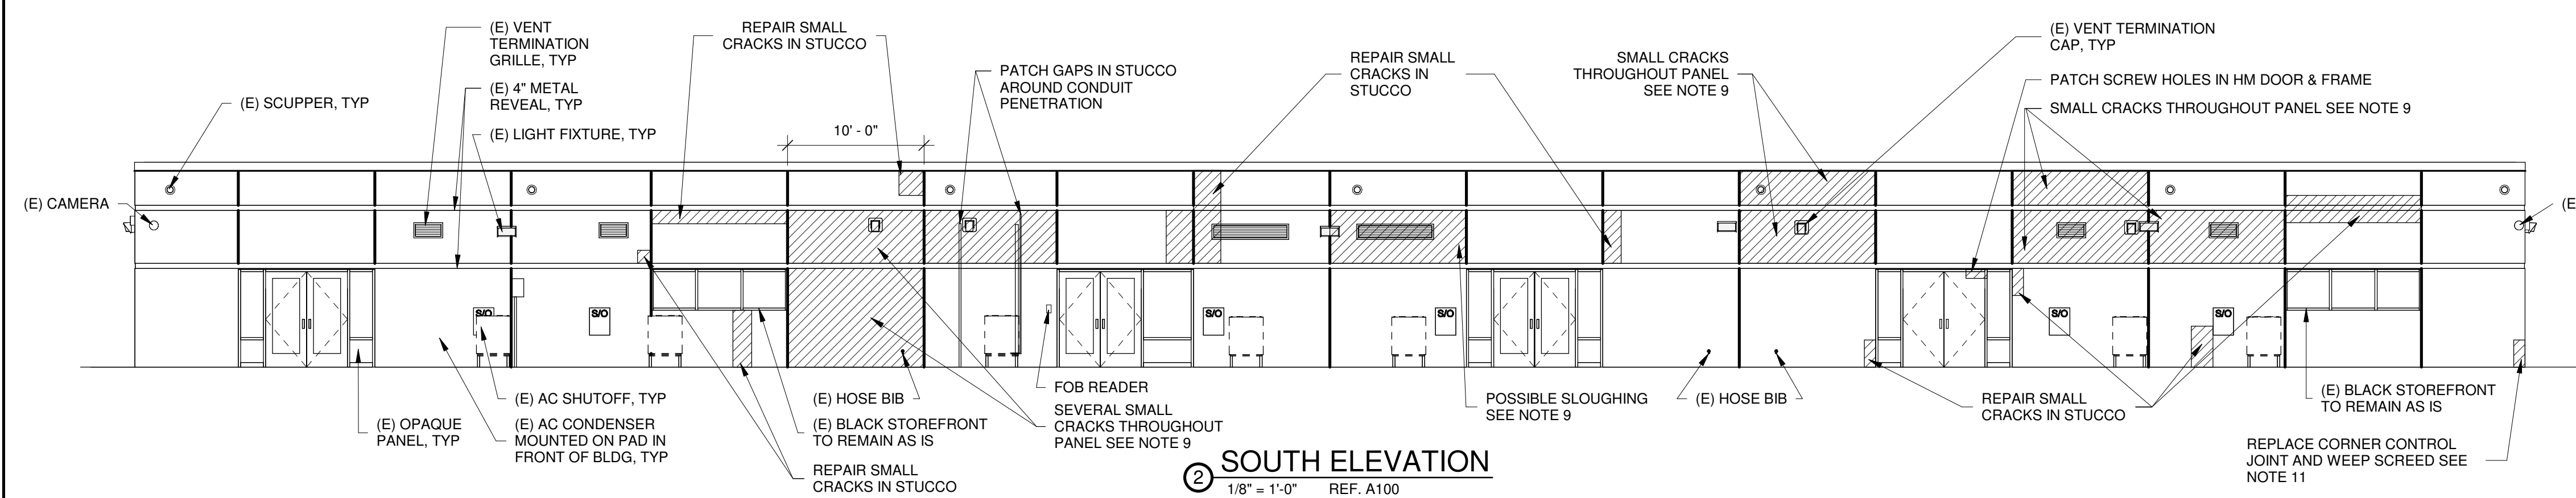 (E) VENT
TERMINATION
GRILLE, TYP
REPAIR SMALL
CRACKS IN STUCCO
(E) SCUPPER, TYP
(E) 4" METAL
REVEAL, TYP
(E) LIGHT FIXTURE, TYP
10' - 0"
PATCH GAPS IN STUCCO
AROUND CONDUIT
PENETRATION
REPAIR SMALL
CRACKS IN
STUCCO
SMALL CRACKS
THROUGHOUT PANEL
SEE NOTE 9
(E) VENT TERMINATION
CAP, TYP
PATCH SCREW HOLES IN HM DOOR & FRAME
SMALL CRACKS THROUGHOUT PANEL SEE NOTE 9
(E) CAMERA
(E
S/O
S/O
S/O
S/O
S/O
S/O
(E) OPAQUE
PANEL, TYP
(E) AC SHUTOFF, TYP
(E) AC CONDENSER
MOUNTED ON PAD IN
FRONT OF BLDG, TYP
REPAIR SMALL
CRACKS IN STUCCO
(E) HOSE BIB
(E) BLACK STOREFRONT
TO REMAIN AS IS
FOB READER
SEVERAL SMALL
CRACKS THROUGHOUT
PANEL SEE NOTE 9
POSSIBLE SLOUGHING
SEE NOTE 9
(E) HOSE BIB
REPAIR SMALL
CRACKS IN STUCCO
(E) BLACK STOREFRONT
TO REMAIN AS IS
REPLACE CORNER CONTROL
JOINT AND WEEP SCREED SEE
NOTE 11
2 SOUTH ELEVATION
1/8" = 1'-0" REF. A100